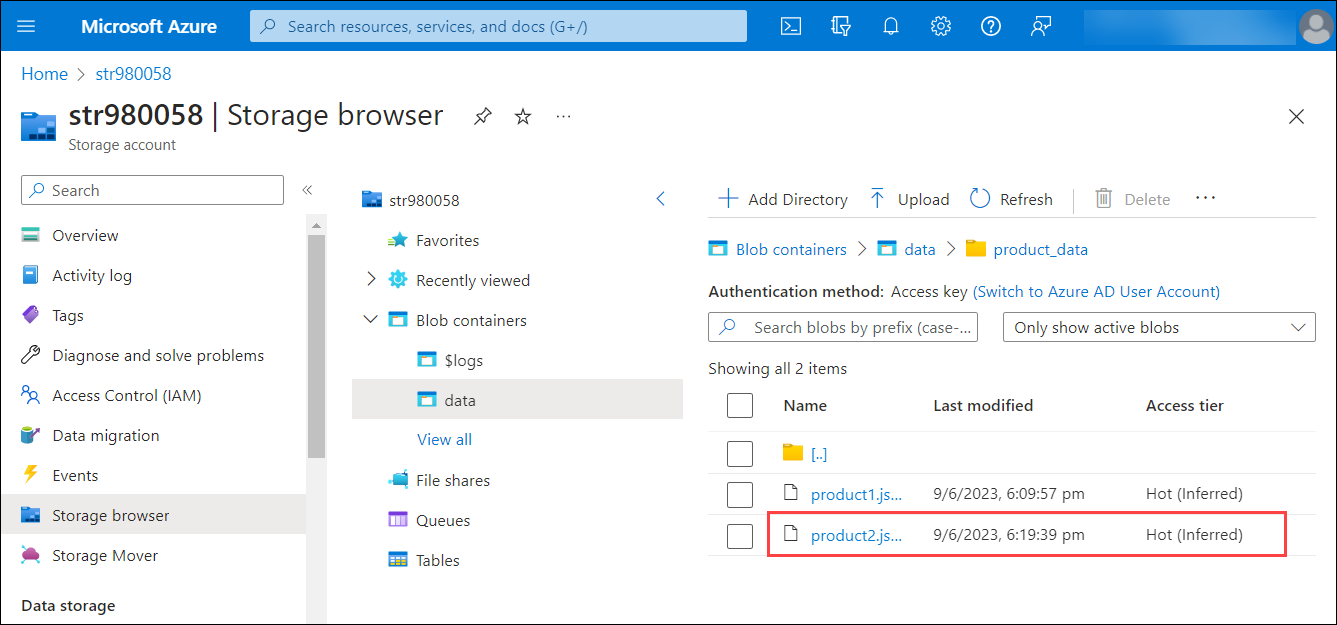 Microsoft Azure
Search resources, services, and docs (G+/)
Home > str980058
str980058 | Storage browser
Storage account
Search
Overview
Activity log
Tags
Diagnose and solve problems
Access Control (IAM)
Data migration
Events
Storage browser
Storage Mover
Data storage
str980058
Favorites
Recently viewed
Blob containers
$logs
data
View all
File shares
Queues
Tables
Add Directory Upload Refresh Delete ...
Blob containers > data > product_data
Authentication method: Access key (Switch to Azure AD User Account)
Search blobs by prefix (case-... Only show active blobs
Showing all 2 items
Name Last modified Access tier
[..]
product1.js... 9/6/2023, 6:09:57 pm Hot (Inferred)
product2.js... 9/6/2023, 6:19:39 pm Hot (Inferred)